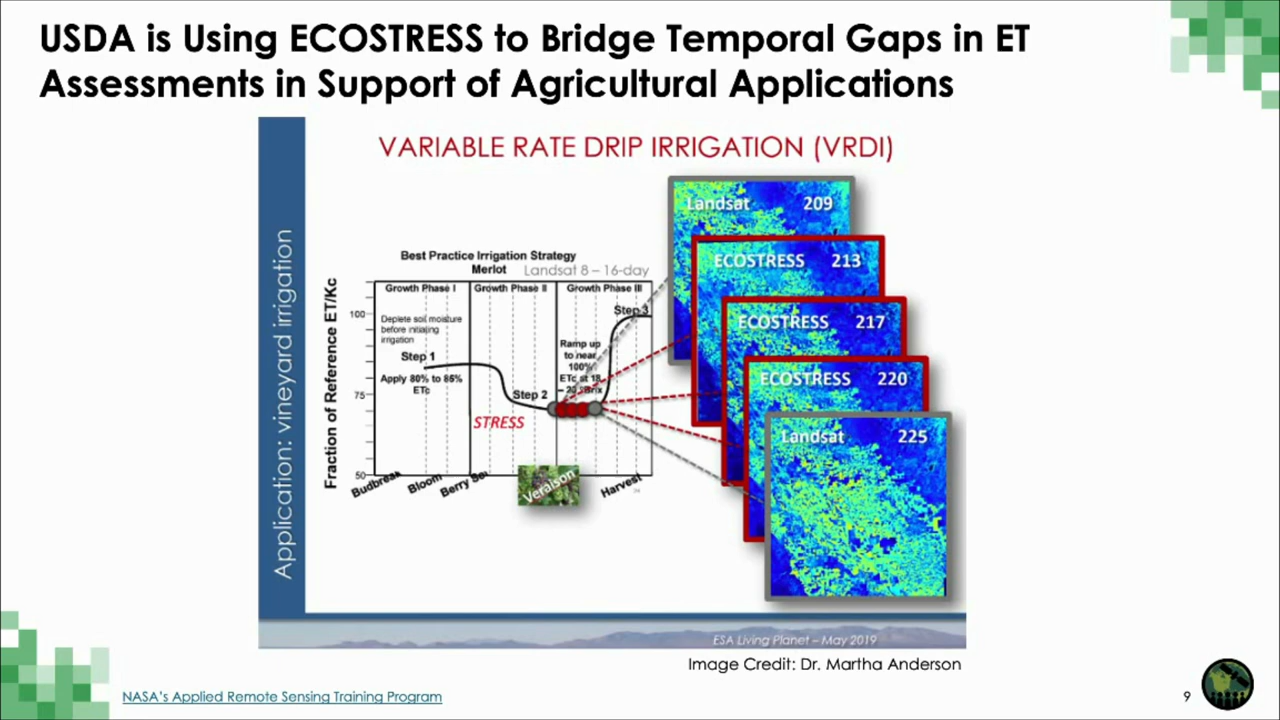 USDA is Using ECOSTRESS to Bridge Temporal Gaps in ET
Assessments in Support of Agricultural Applications
VARIABLE RATE DRIP IRRIGATION (VRDI)
Application: vineyard irrigation
Best Practice Irrigation Strategy
Merlot
Landsat 8 – 16-day
Fraction of Reference ET/Kc
100
75
50
Growth Phase I
Growth Phase II
Growth Phase III
Deplete soil moisture
before initiating
irrigation
Step 1
Apply 80% to 85%
ETc
STRESS
Step 2
Ramp up
to near
100%
ETc at 18
Step 3
Budbreak
Bloom
Berry
Veraison
Harvest
Landsat 209
ECOSTRESS 213
ECOSTRESS 217
ECOSTRESS 220
Landsat 225
ESA Living Planet – May 2019
Image Credit: Dr. Martha Anderson
NASA's Applied Remote Sensing Training Program
9